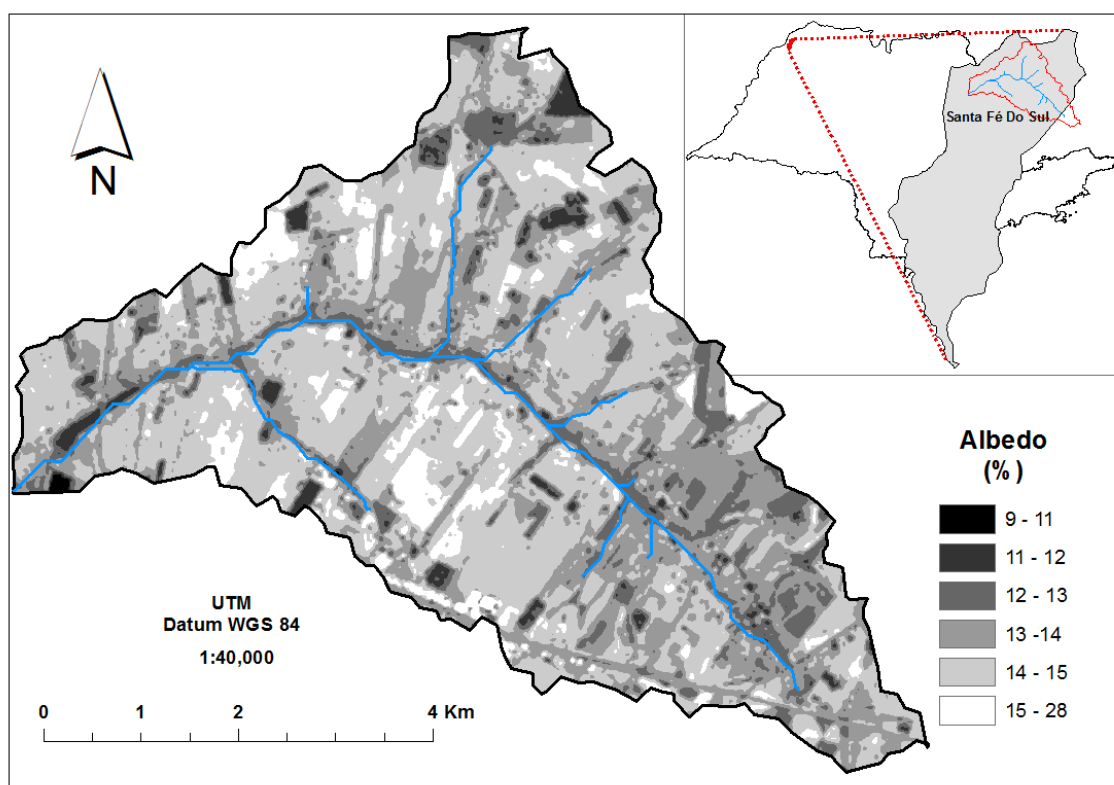 N
Santa Fé Do Sul
Albedo
(%)
9 - 11
11 - 12
12 - 13
13 -14
14 - 15
15 - 28
UTM
Datum WGS 84
1:40,000
0 1 2 4 Km